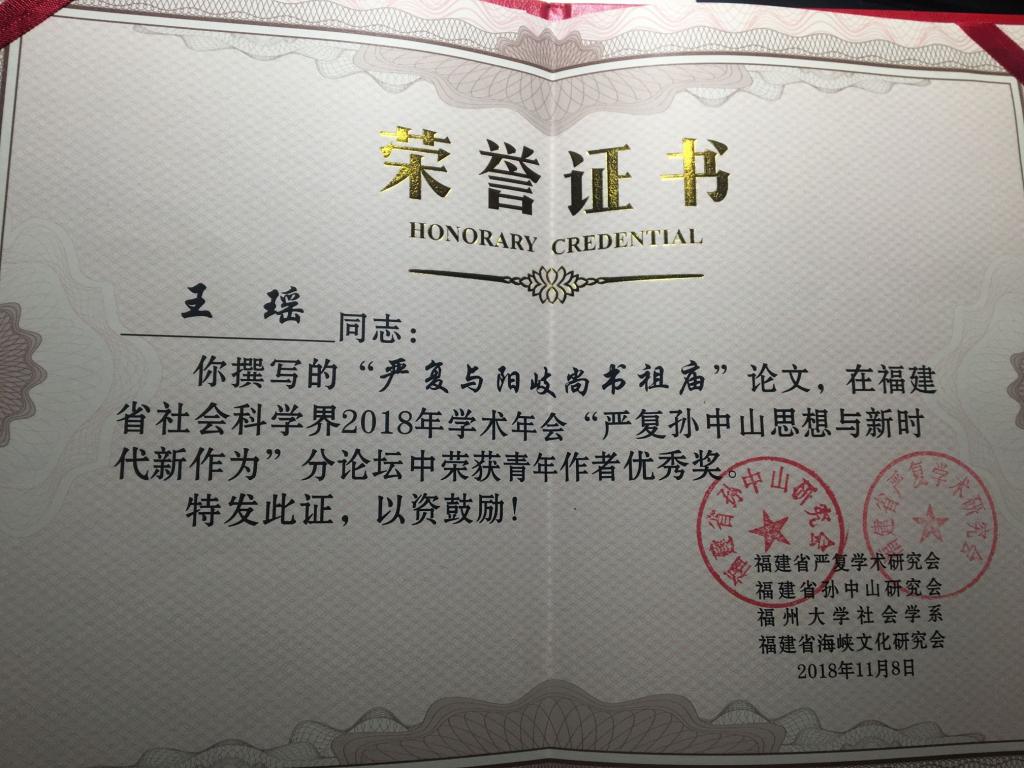 荣誉证书
HONORARY CREDENTIAL
王 瑶 同志：
你撰写的“严复与阳岐尚书祖庙”论文，在福建
省社会科学界2018年学术年会“严复孙中山思想与新时
代新作为”分论坛中荣获青年作者优秀奖。
特发此证，以资鼓励！
福建省孙中山研究会
福建省严复学术研究会
福建省严复学术研究会
福建省孙中山研究会
福州大学社会学系
福建省海峡文化研究会
2018年11月8日